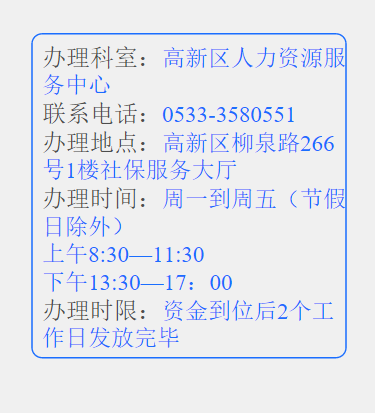 办理科室：高新区人力资源服
务中心
联系电话：0533-3580551
办理地点：高新区柳泉路266
号1楼社保服务大厅
办理时间：周一到周五（节假
日除外）
上午8:30—11:30
下午13:30—17：00
办理时限：资金到位后2个工
作日发放完毕